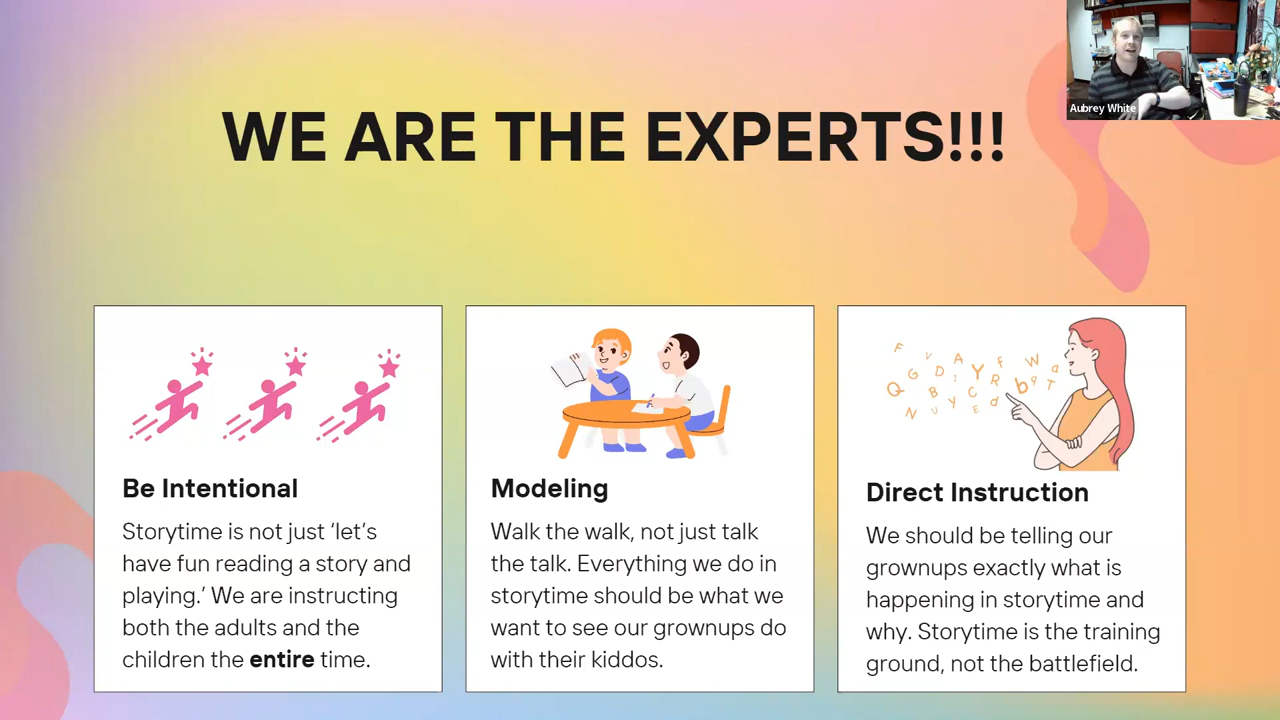 Aubrey White
WE ARE THE EXPERTS!!!
Be Intentional
Storytime is not just ‘let’s
have fun reading a story and
playing.’ We are instructing
both the adults and the
children the entire time.
Modeling
Walk the walk, not just talk
the talk. Everything we do in
storytime should be what we
want to see our grownups do
with their kiddos.
F V A Y f W a
Q G D I R b q T
B C
N U Y E d
Direct Instruction
We should be telling our
grownups exactly what is
happening in storytime and
why. Storytime is the training
ground, not the battlefield.